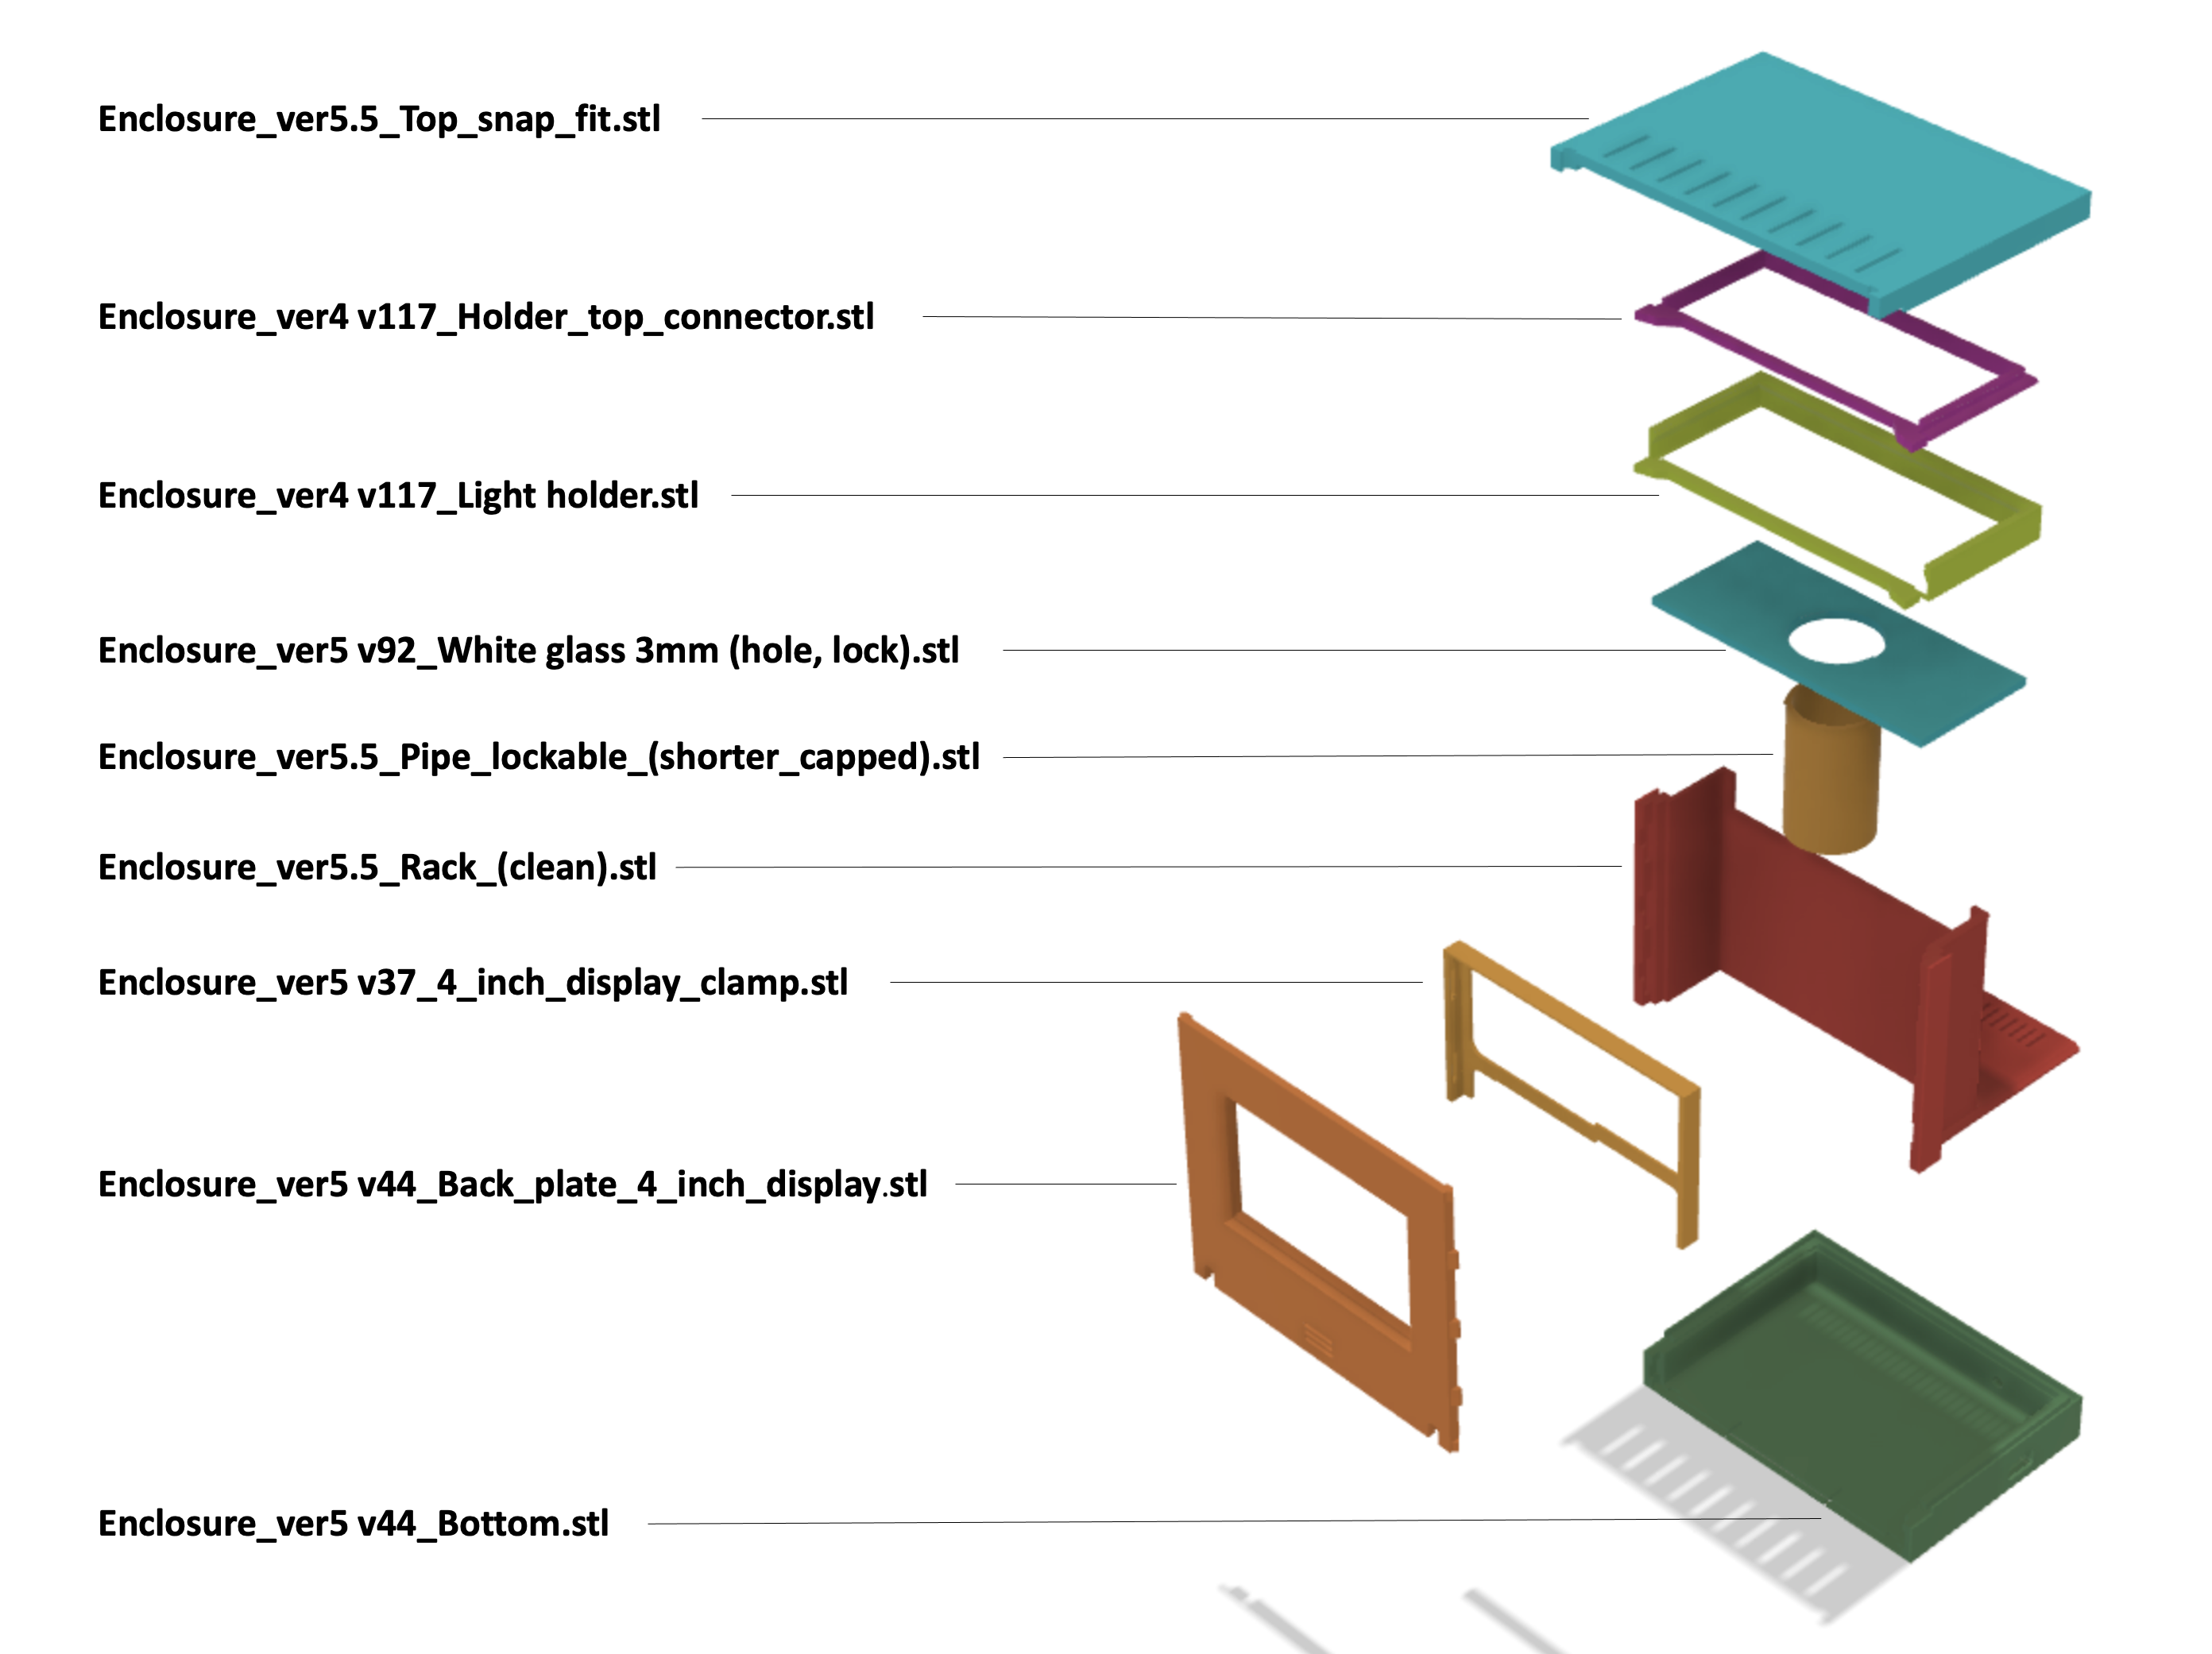 Enclosure_ver5.5_Top_snap_fit.stl
Enclosure_ver4 v117_Holder_top_connector.stl
Enclosure_ver4 v117_Light holder.stl
Enclosure_ver5 v92_White glass 3mm (hole, lock).stl
Enclosure_ver5.5_Pipe_lockable_(shorter_capped).stl
Enclosure_ver5.5_Rack_(clean).stl
Enclosure_ver5 v37_4_inch_display_clamp.stl
Enclosure_ver5 v44_Back_plate_4_inch_display.stl
Enclosure_ver5 v44_Bottom.stl